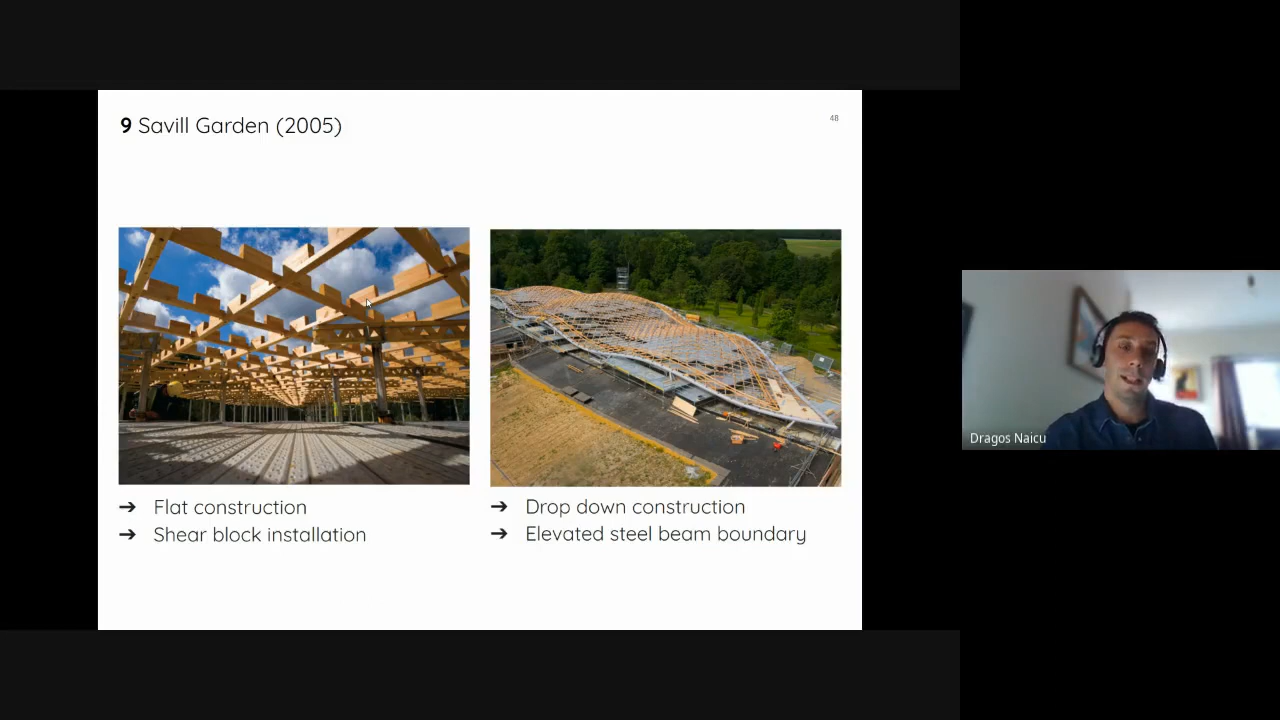 9 Savill Garden (2005)
48
➔ Flat construction
➔ Shear block installation
➔ Drop down construction
➔ Elevated steel beam boundary
Dragos Naicu